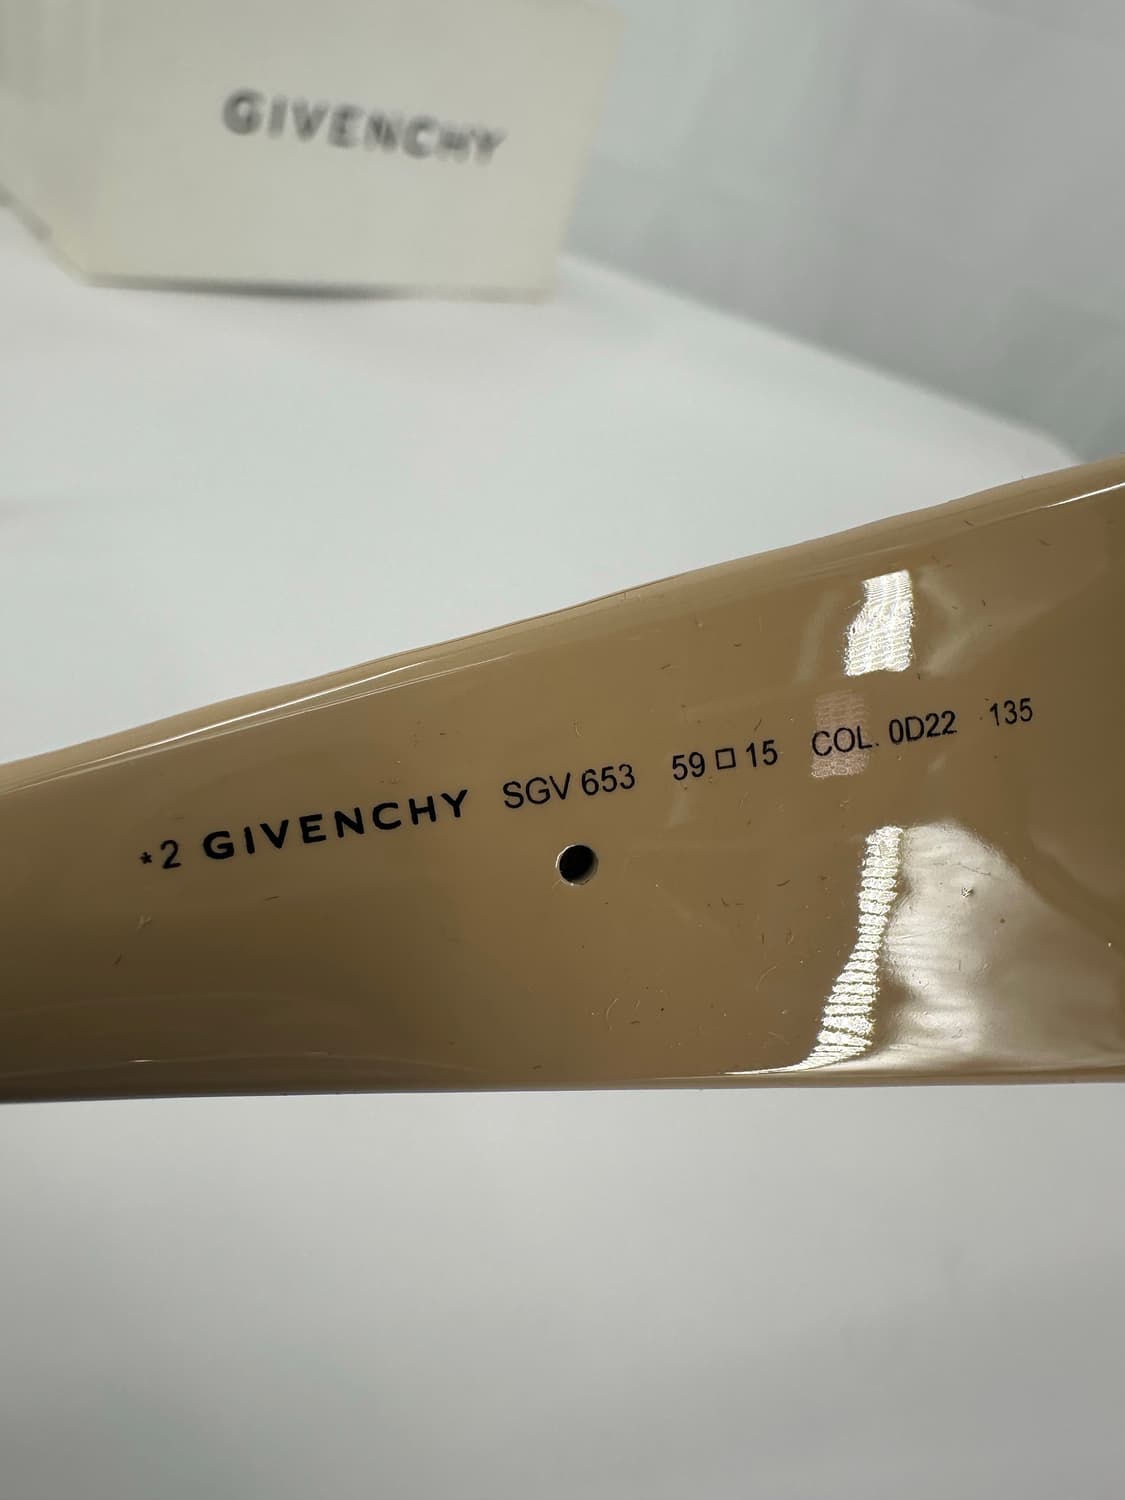 GIVENCHY
*2 GIVENCHY SGV 653 59□15 COL. 0D22 135